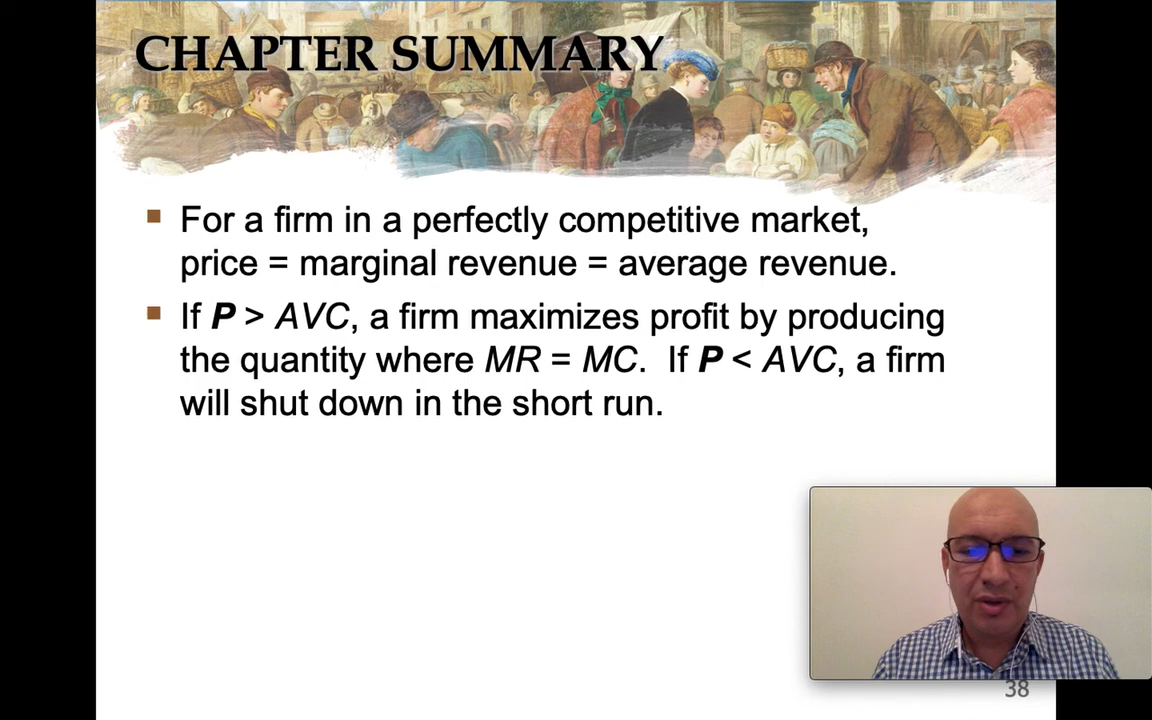 CHAPTER SUMMARY
For a firm in a perfectly competitive market,
price = marginal revenue = average revenue.
If P > AVC, a firm maximizes profit by producing
the quantity where MR = MC.  If P < AVC, a firm
will shut down in the short run.
38